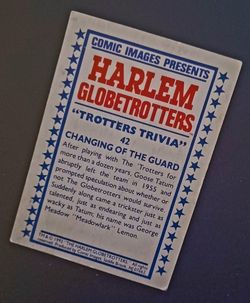 COMIC IMAGES PRESENTS
HARLEM
GLOBETROTTERS
"TROTTERS TRIVIA"
42
CHANGING OF THE GUARD
After playing with The 'Trotters for
more than a dozen years, Goose Tatum
abruptly left the team in 1955 and
prompted speculation about whether or
not The Globetrotters would survive.
Suddenly along came a trickster just as
talented, just as endearing and just as
wacky as Tatum; his name was George
Meadow "Meadowlark" Lemon.
THE HARLEM GLOBETROTTERS